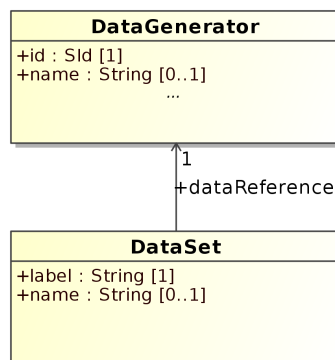 DataGenerator
+id : SId [1]
+name : String [0..1]
...
1
+dataReference
DataSet
+label : String [1]
+name : String [0..1]